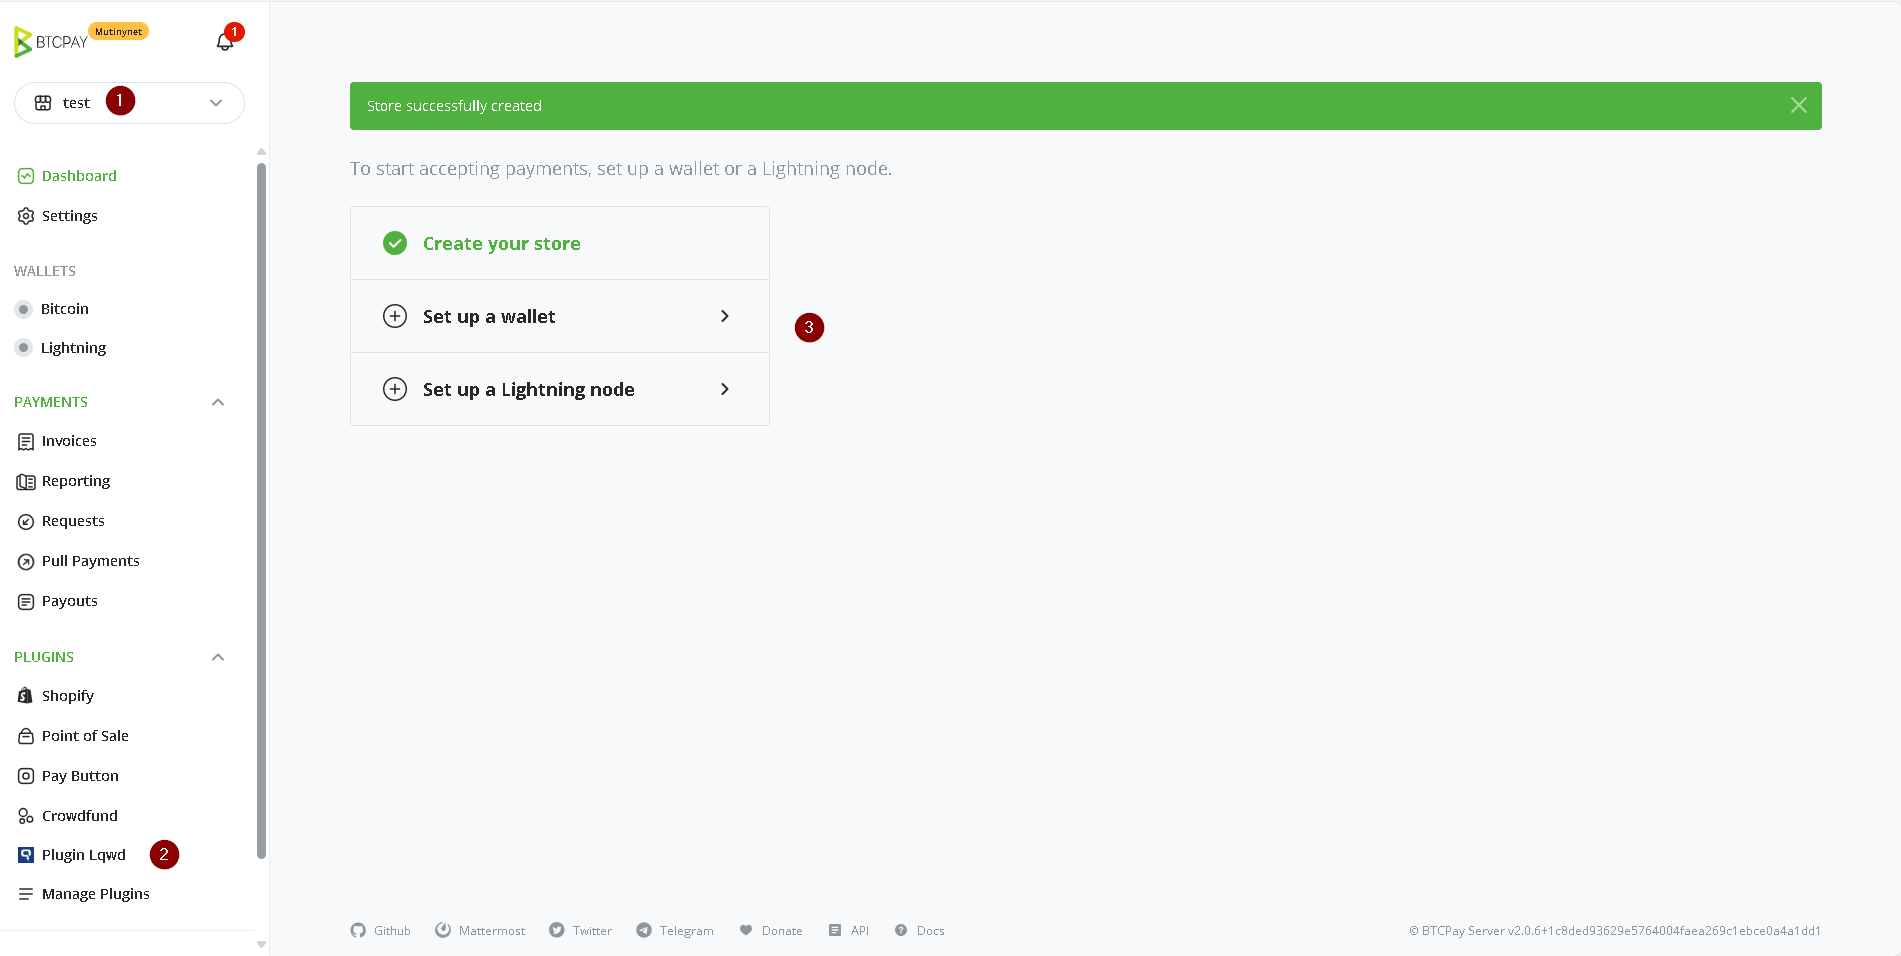 BTCPAY
Mutinynet
1
test
1
Dashboard
Settings
WALLETS
Bitcoin
Lightning
PAYMENTS
Invoices
Reporting
Requests
Pull Payments
Payouts
PLUGINS
Shopify
Point of Sale
Pay Button
Crowdfund
Plugin Lqwd
2
Manage Plugins
Store successfully created
To start accepting payments, set up a wallet or a Lightning node.
Create your store
Set up a wallet
3
Set up a Lightning node
Github Mattermost Twitter Telegram Donate API Docs
© BTCPay Server v2.0.6+1c8ded93629e5764004faea269c1ebce0a4a1dd1